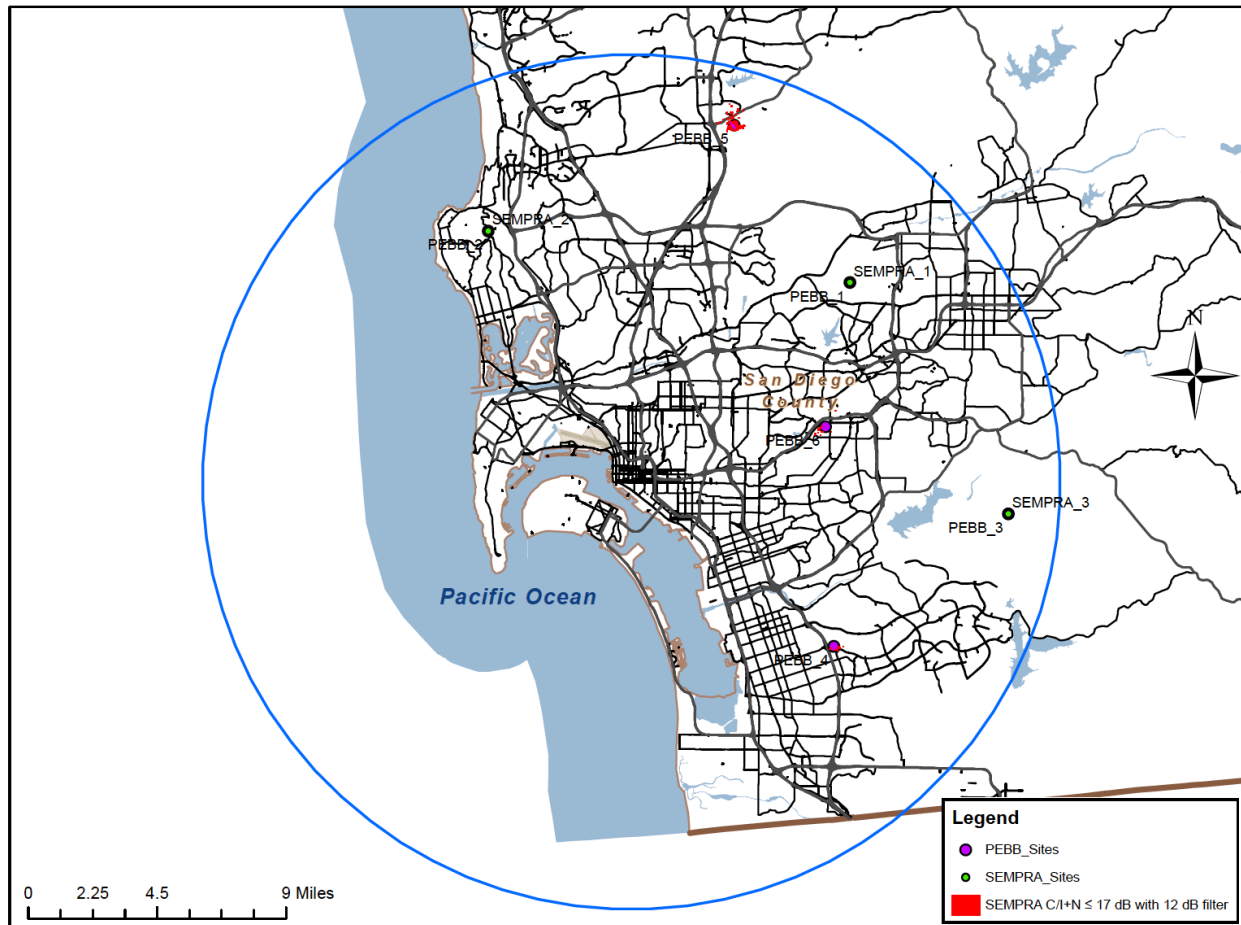 PEBB_5
SEMPRA_2
PEBB_2
SEMPRA_1
PEBB_1
N
San Diego
County
PEBB_6
SEMPRA_3
PEBB_3
Pacific Ocean
PEBB_4
Legend
PEBB_Sites
SEMPRA_Sites
SEMPRA C/I+N ≤ 17 dB with 12 dB filter
0 2.25 4.5 9 Miles